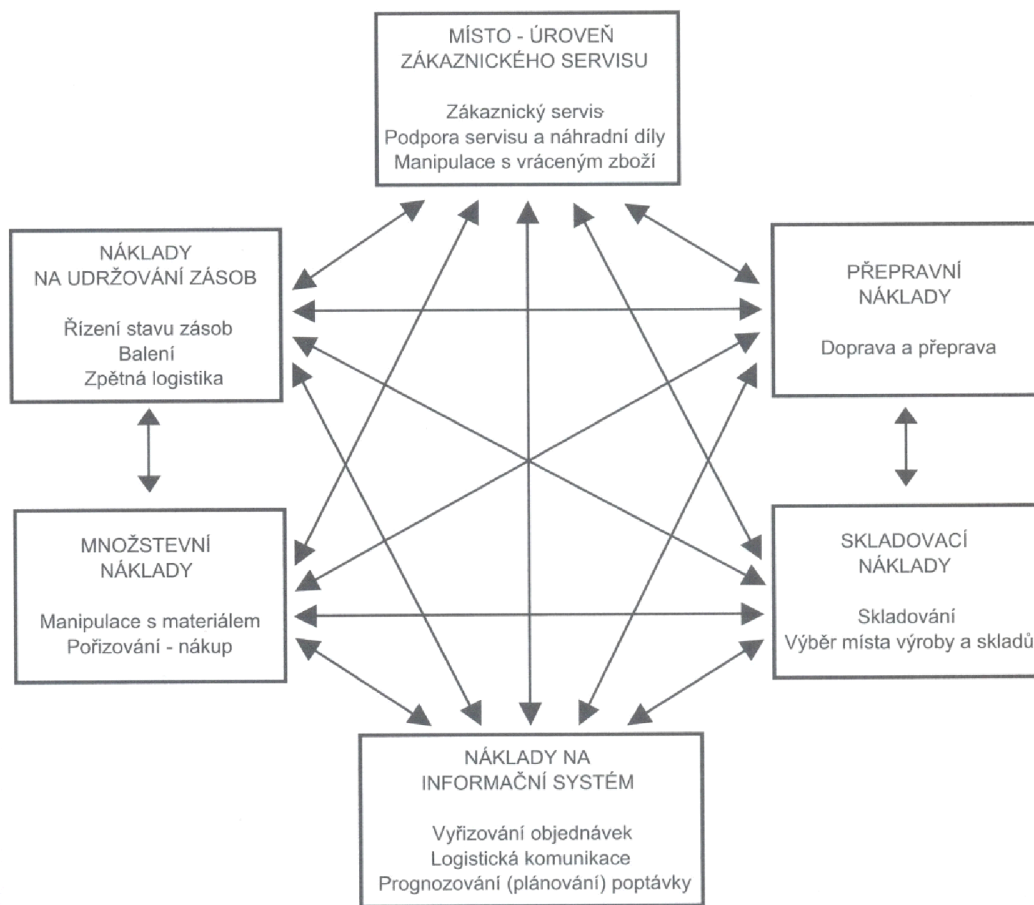 MÍSTO - ÚROVEŇ
ZÁKAZNICKÉHO SERVISU
Zákaznický servis
Podpora servisu a náhradní díly
Manipulace s vráceným zboží
NÁKLADY
NA UDRŽOVÁNÍ ZÁSOB
Řízení stavu zásob
Balení
Zpětná logistika
PŘEPRAVNÍ
NÁKLADY
Doprava a přeprava
MNOŽSTEVNÍ
NÁKLADY
Manipulace s materiálem
Pořizování - nákup
SKLADOVACÍ
NÁKLADY
Skladování
Výběr místa výroby a skladů
NÁKLADY NA
INFORMAČNÍ SYSTÉM
Vyřizování objednávek
Logistická komunikace
Prognozování (plánování) poptávky